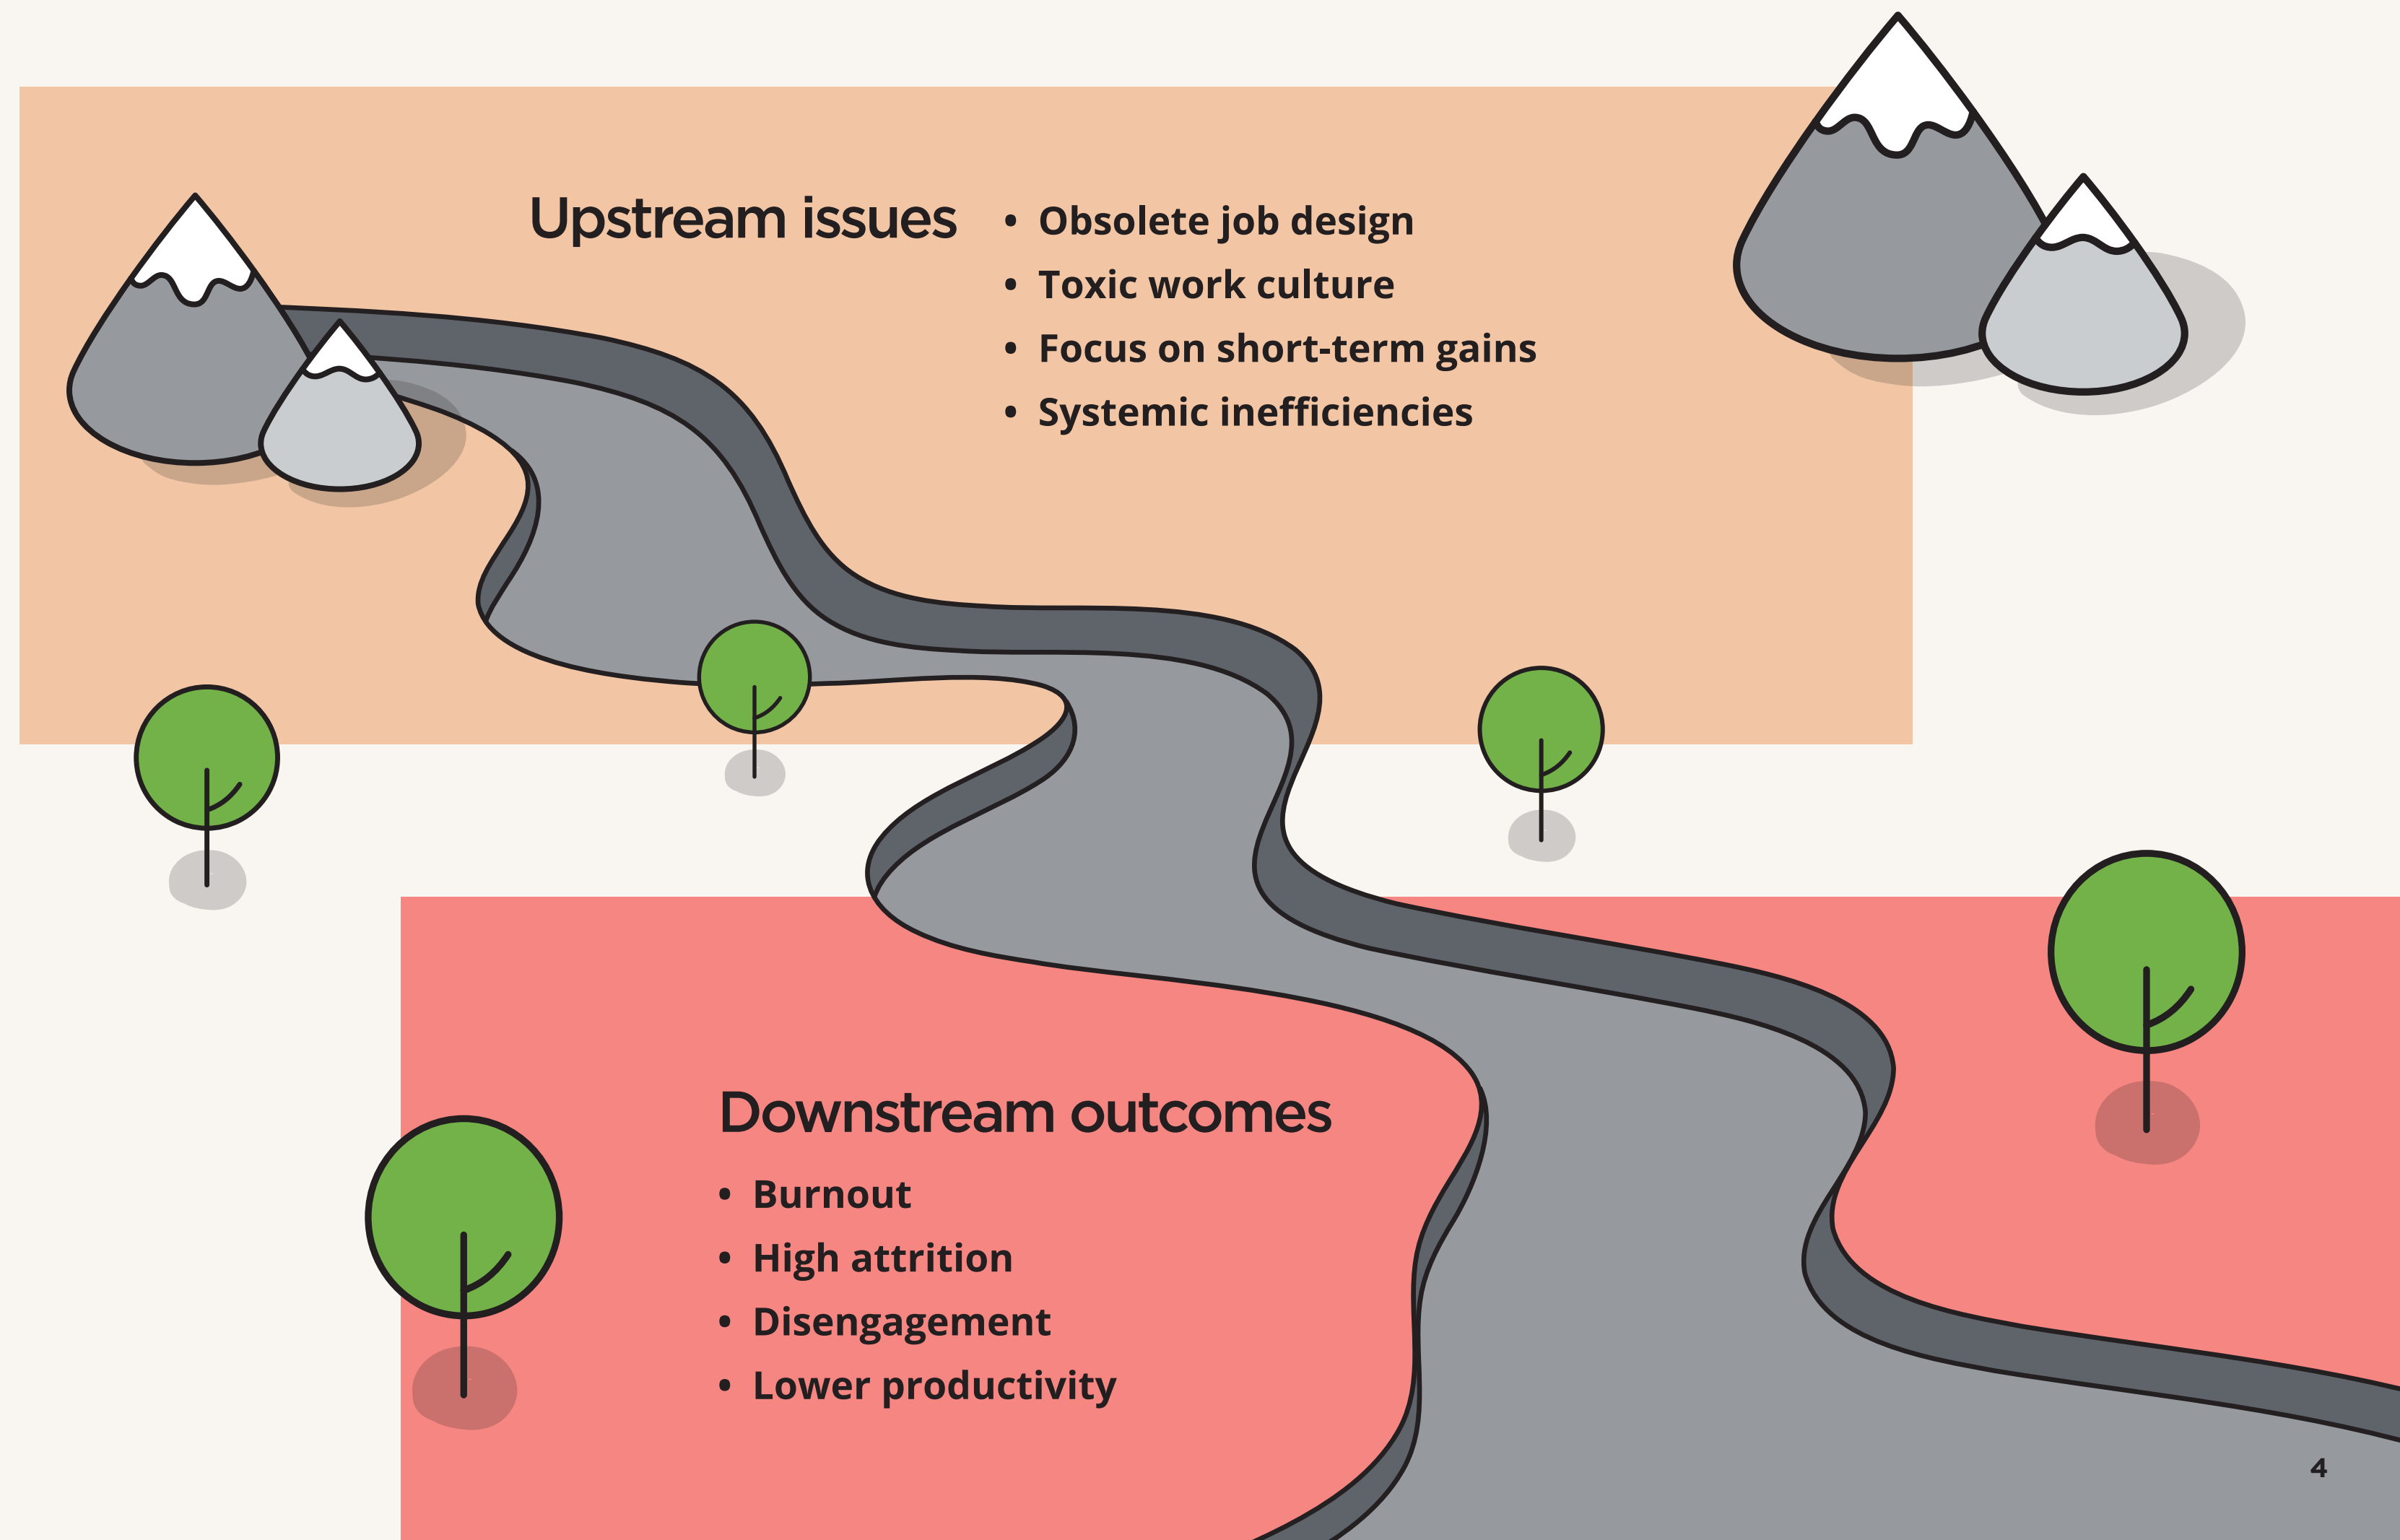 Upstream issues
• Obsolete job design
• Toxic work culture
• Focus on short-term gains
• Systemic inefficiencies
Downstream outcomes
• Burnout
• High attrition
• Disengagement
• Lower productivity
4